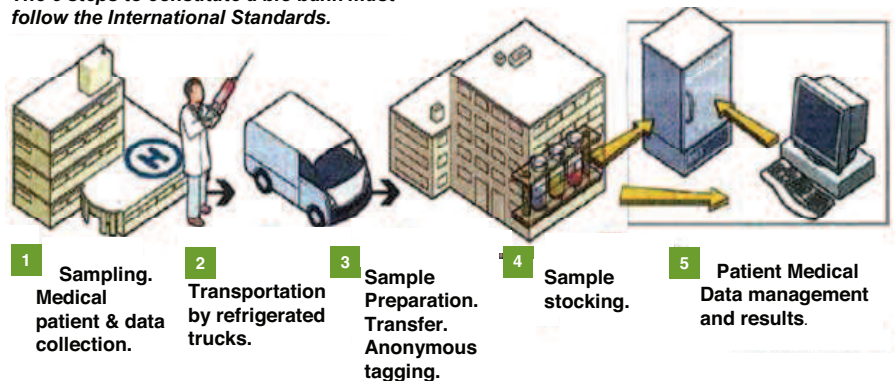 follow the International Standards.
H
1
Sampling.
Medical
patient & data
collection.
2
Transportation
by refrigerated
trucks.
3
Sample
Preparation.
Transfer.
Anonymous
tagging.
4
Sample
stocking.
5
Patient Medical
Data management
and results.